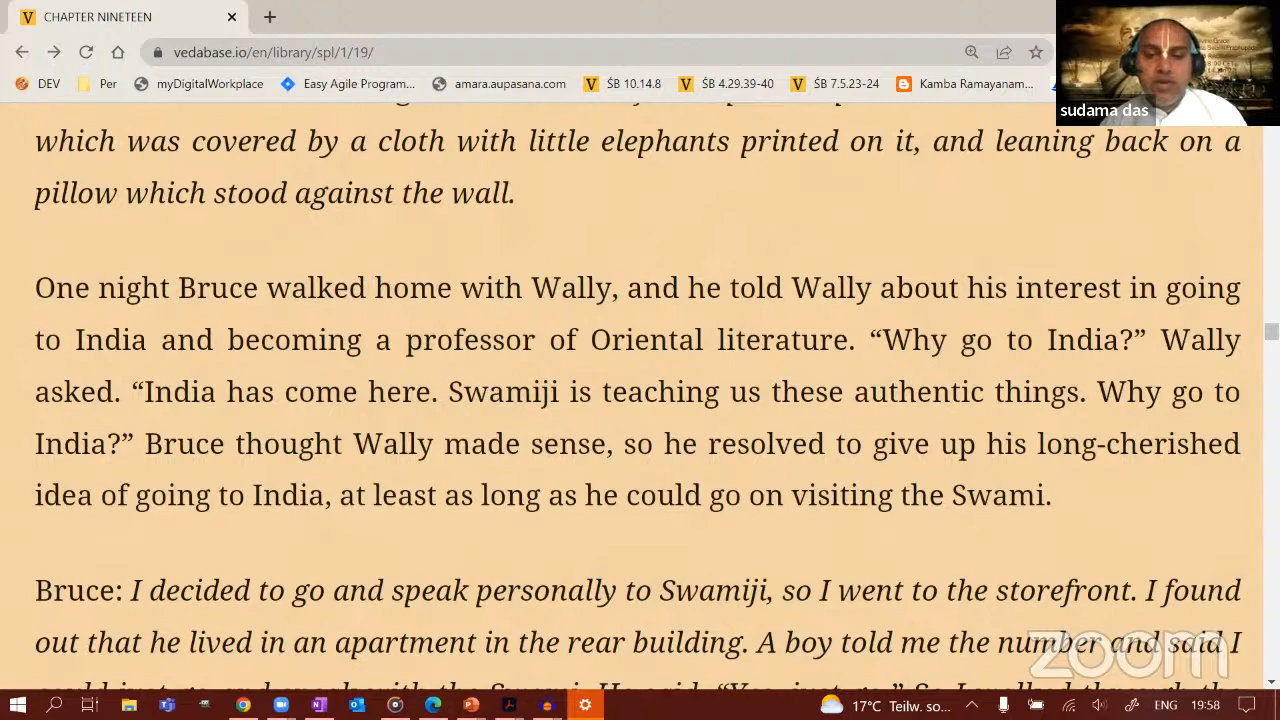 CHAPTER NINETEEN
vedabase.io/en/library/spl/1/19/
DEV
Per
myDigitalWorkplace
Easy Agile Program...
amara.aupasana.com
ŚB 10.14.8
ŚB 4.29.39-40
ŚB 7.5.23-24
Kamba Ramayanam...
sudama das
which was covered by a cloth with little elephants printed on it, and leaning back on a
pillow which stood against the wall.
One night Bruce walked home with Wally, and he told Wally about his interest in going
to India and becoming a professor of Oriental literature. “Why go to India?” Wally
asked. “India has come here. Swamiji is teaching us these authentic things. Why go to
India?” Bruce thought Wally made sense, so he resolved to give up his long-cherished
idea of going to India, at least as long as he could go on visiting the Swami.
Bruce: I decided to go and speak personally to Swamiji, so I went to the storefront. I found
out that he lived in an apartment in the rear building. A boy told me the number and said I
zoom
17°C Teilw. so...
ENG
19:58